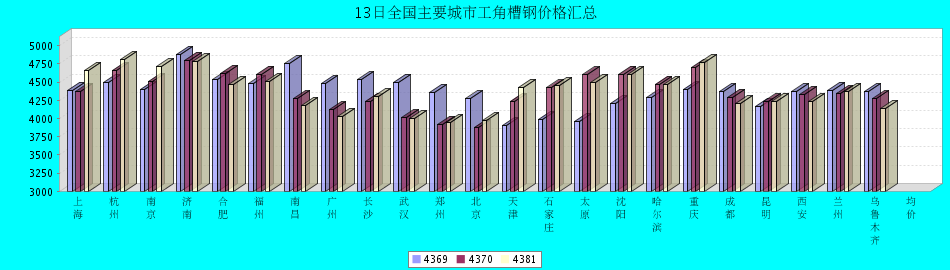 13日全国主要城市工角槽钢价格汇总
5000
4750
4500
4250
4000
3750
3500
3250
3000
上海
杭州
南京
济南
合肥
福州
南昌
广州
长沙
武汉
郑州
北京
天津
石家庄
太原
沈阳
哈尔滨
重庆
成都
昆明
西安
兰州
乌鲁木齐
均价
4369 4370 4381